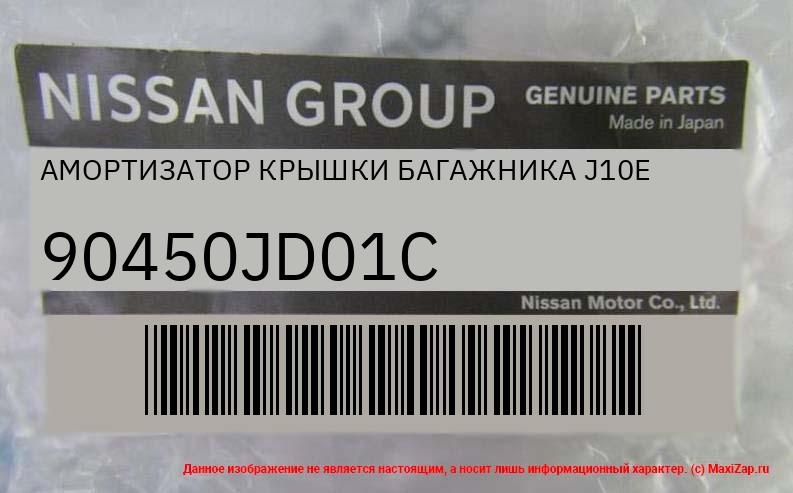 NISSAN GROUP
GENUINE PARTS
Made in Japan
АМОРТИЗАТОР КРЫШКИ БАГАЖНИКА J10E
90450JD01C
Nissan Motor Co., Ltd.
Данное изображение не является настоящим, а носит лишь информационный характер. (c) MaxiZap.ru